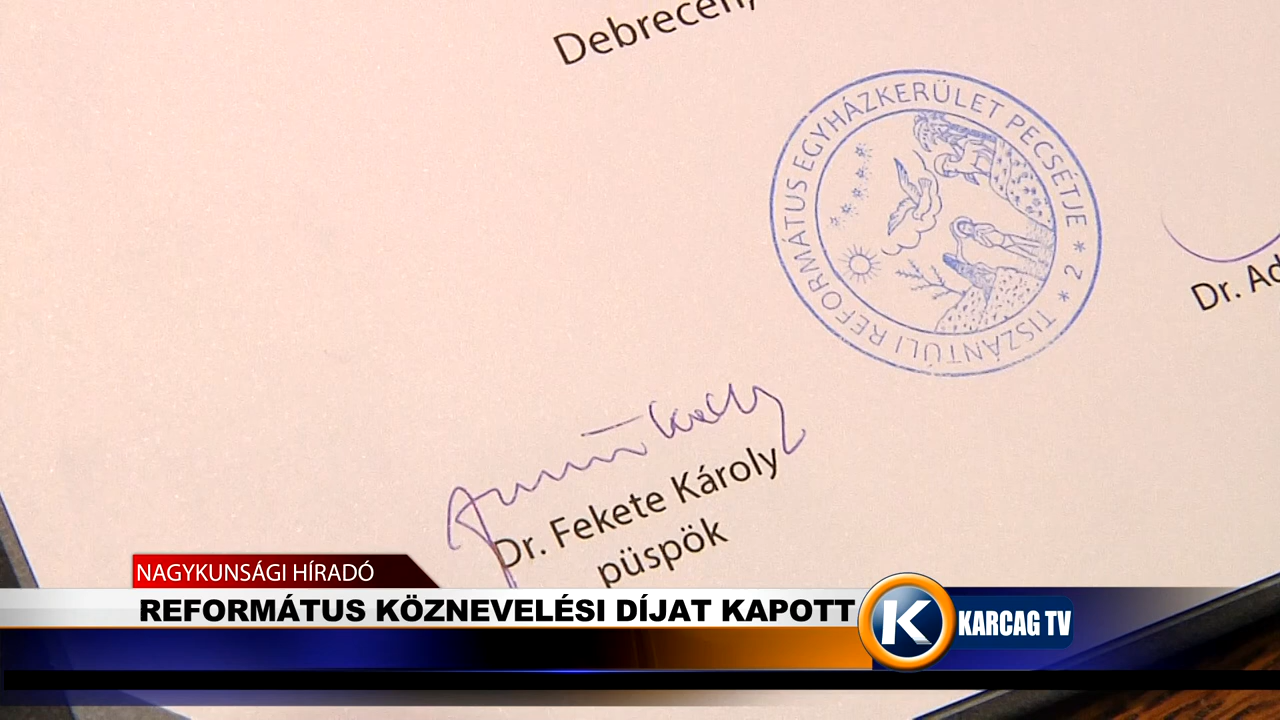 Debrecen,
TISZÁNTÚLI REFORMÁTUS EGYHÁZKERÜLET PECSÉTJE * 2 *
Dr.
Dr. Fekete Károly
püspök
NAGYKUNSÁGI HÍRADÓ
REFORMÁTUS KÖZNEVELÉSI DÍJAT KAPOTT
K KARCAG TV